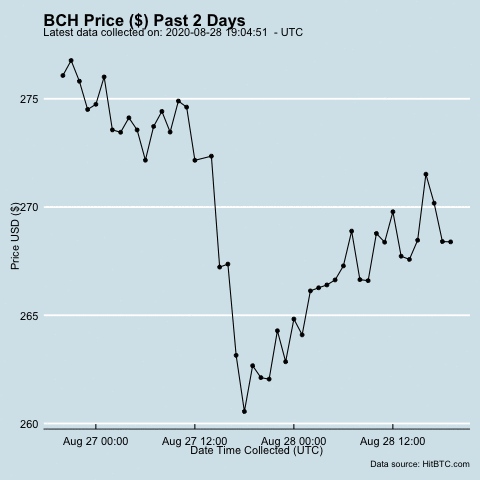 BCH Price ($) Past 2 Days
Latest data collected on: 2020-08-28 19:04:51 - UTC
275
270
265
260
Price USD ($)
Aug 27 00:00 Aug 27 12:00 Aug 28 00:00 Aug 28 12:00
Date Time Collected (UTC)
Data source: HitBTC.com